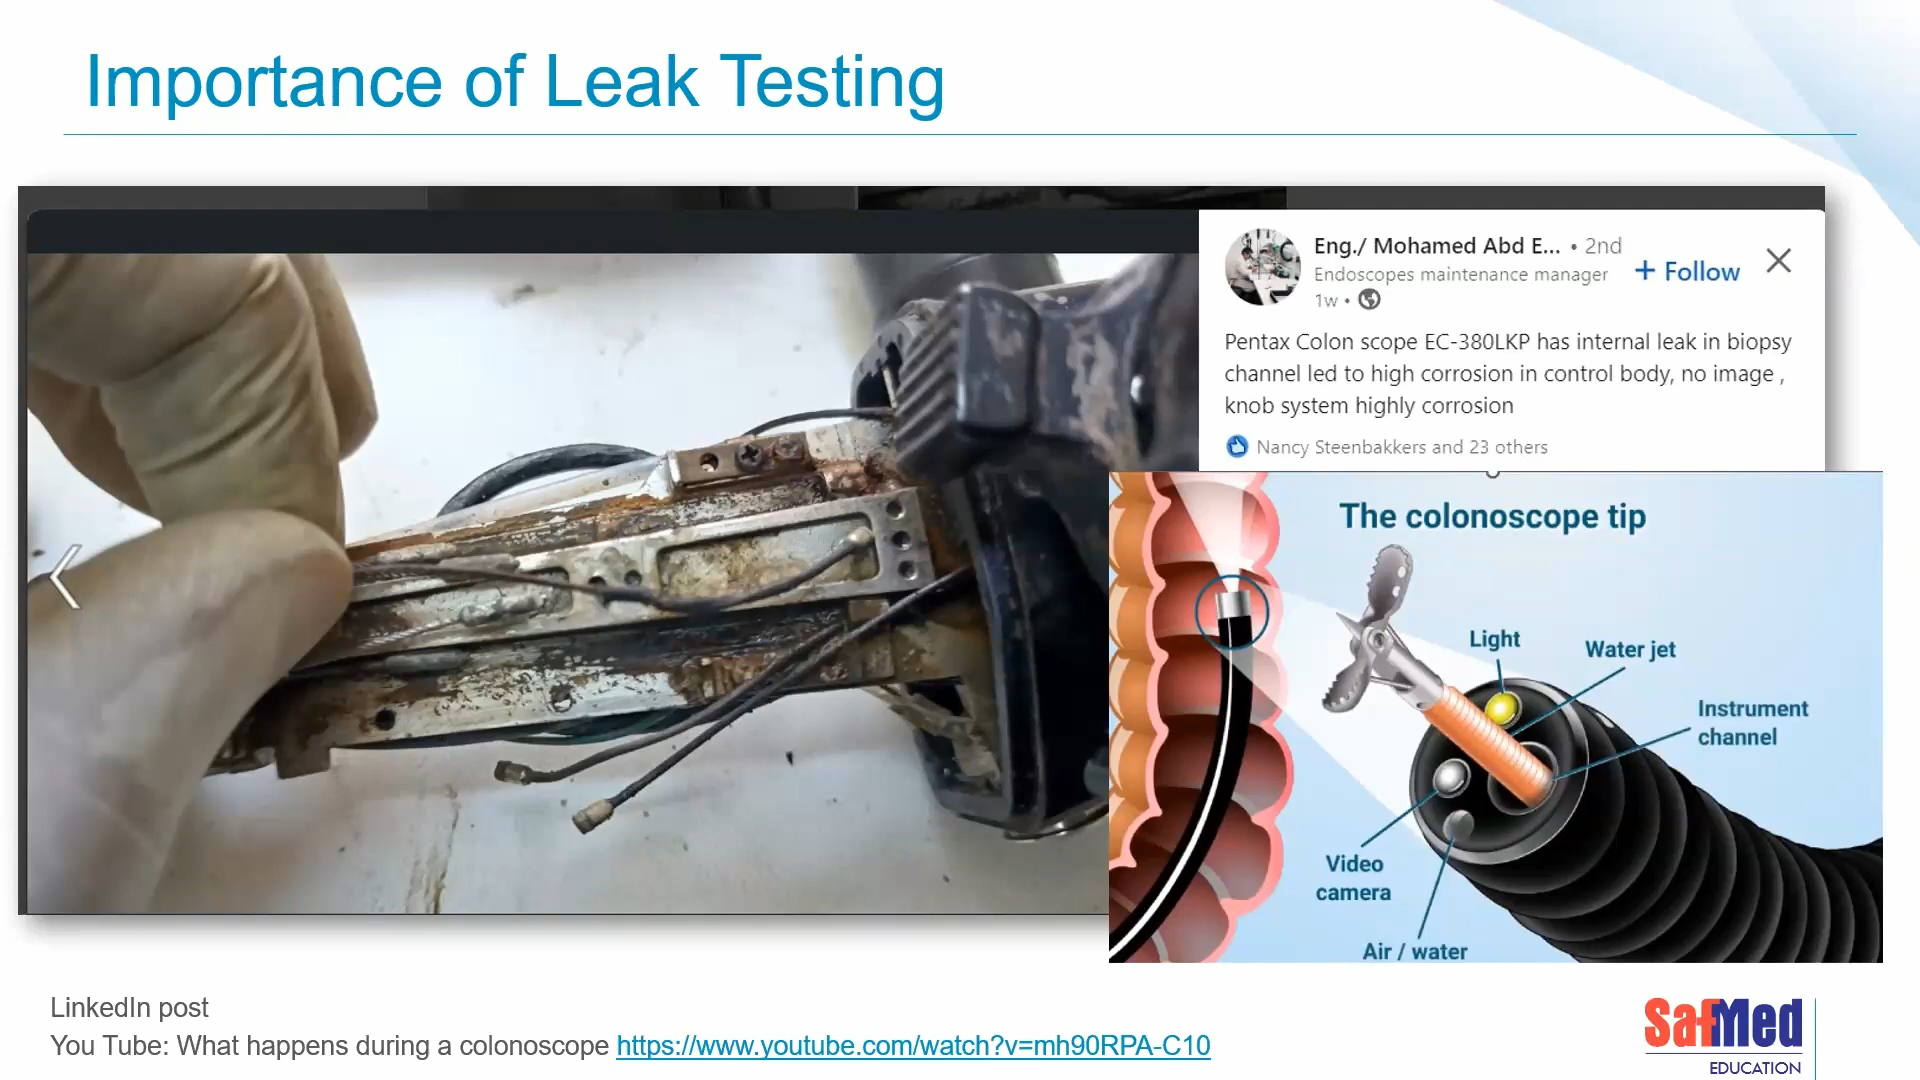 Importance of Leak Testing
Eng./ Mohamed Abd E... • 2nd
Endoscopes maintenance manager
1w •
+ Follow
Pentax Colon scope EC-380LKP has internal leak in biopsy
channel led to high corrosion in control body, no image ,
knob system highly corrosion
Nancy Steenbakkers and 23 others
The colonoscope tip
Light
Water jet
Instrument
channel
Video
camera
Air / water
LinkedIn post
You Tube: What happens during a colonoscope https://www.youtube.com/watch?v=mh90RPA-C10
SafMed
EDUCATION